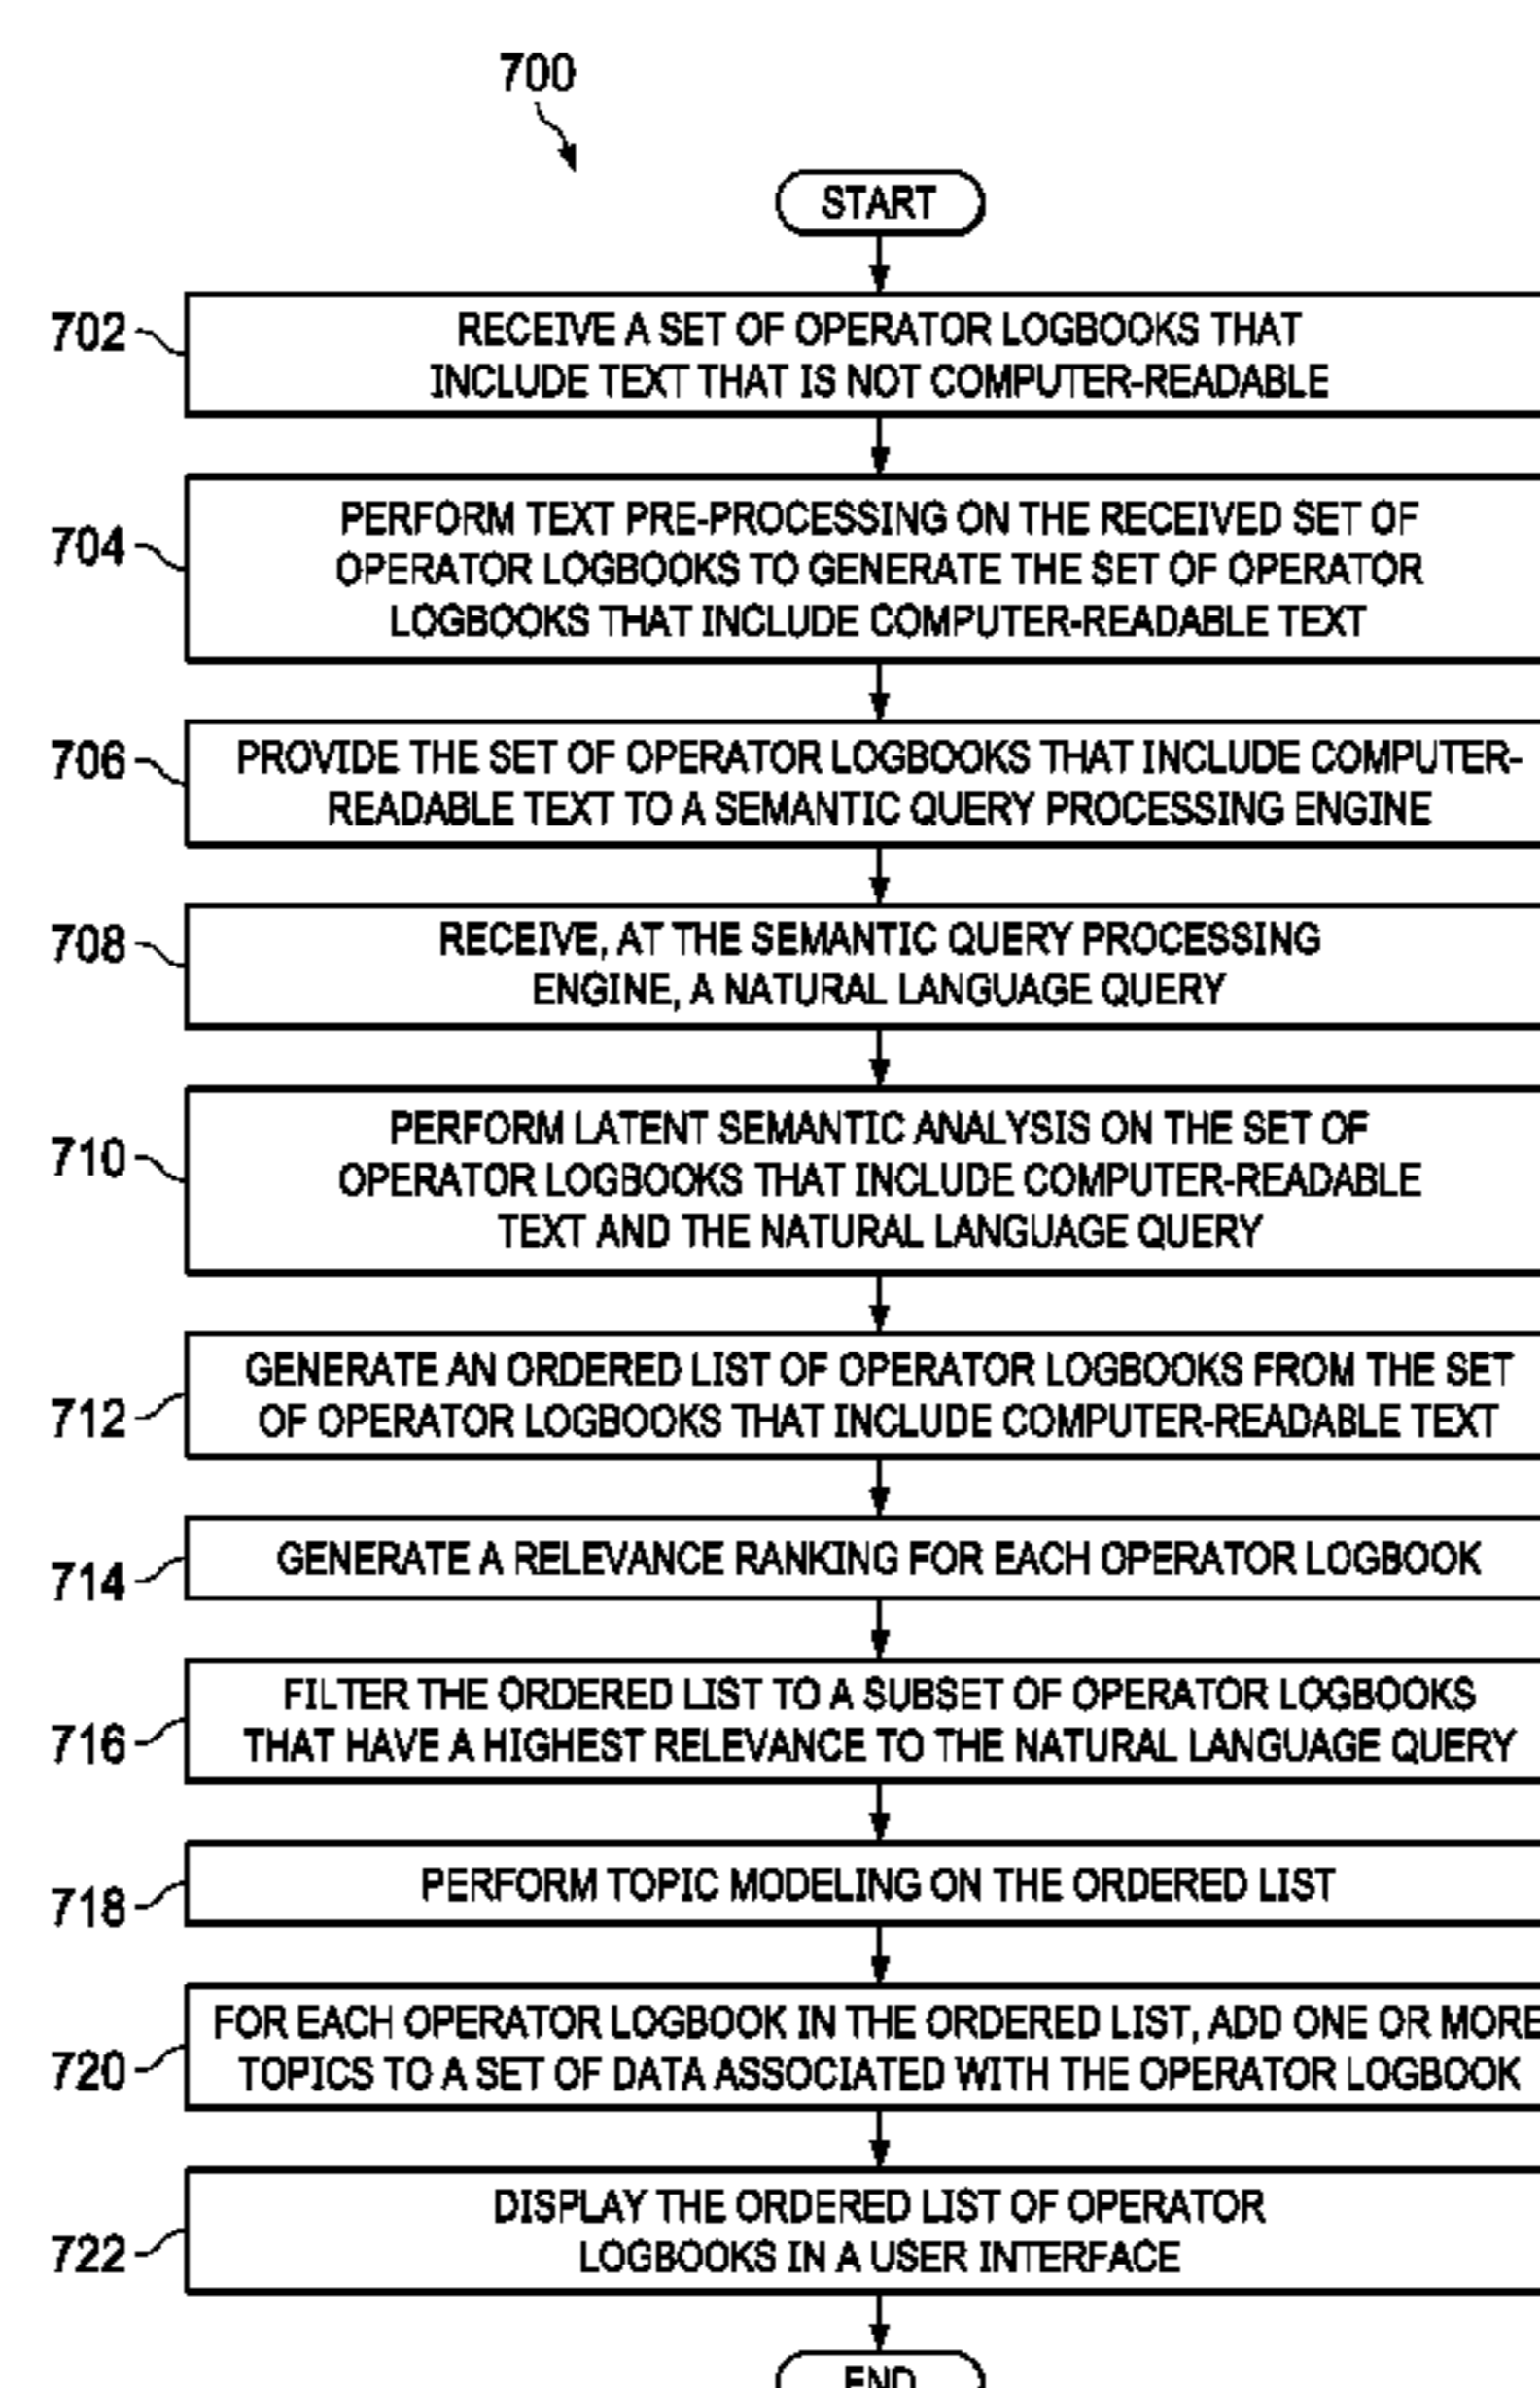 700
START
702
RECEIVE A SET OF OPERATOR LOGBOOKS THAT
INCLUDE TEXT THAT IS NOT COMPUTER-READABLE
704
PERFORM TEXT PRE-PROCESSING ON THE RECEIVED SET OF
OPERATOR LOGBOOKS TO GENERATE THE SET OF OPERATOR
LOGBOOKS THAT INCLUDE COMPUTER-READABLE TEXT
706
PROVIDE THE SET OF OPERATOR LOGBOOKS THAT INCLUDE COMPUTER-
READABLE TEXT TO A SEMANTIC QUERY PROCESSING ENGINE
708
RECEIVE, AT THE SEMANTIC QUERY PROCESSING
ENGINE, A NATURAL LANGUAGE QUERY
710
PERFORM LATENT SEMANTIC ANALYSIS ON THE SET OF
OPERATOR LOGBOOKS THAT INCLUDE COMPUTER-READABLE
TEXT AND THE NATURAL LANGUAGE QUERY
712
GENERATE AN ORDERED LIST OF OPERATOR LOGBOOKS FROM THE SET
OF OPERATOR LOGBOOKS THAT INCLUDE COMPUTER-READABLE TEXT
714
GENERATE A RELEVANCE RANKING FOR EACH OPERATOR LOGBOOK
716
FILTER THE ORDERED LIST TO A SUBSET OF OPERATOR LOGBOOKS
THAT HAVE A HIGHEST RELEVANCE TO THE NATURAL LANGUAGE QUERY
718
PERFORM TOPIC MODELING ON THE ORDERED LIST
720
FOR EACH OPERATOR LOGBOOK IN THE ORDERED LIST, ADD ONE OR MORE
TOPICS TO A SET OF DATA ASSOCIATED WITH THE OPERATOR LOGBOOK
722
DISPLAY THE ORDERED LIST OF OPERATOR
LOGBOOKS IN A USER INTERFACE
END